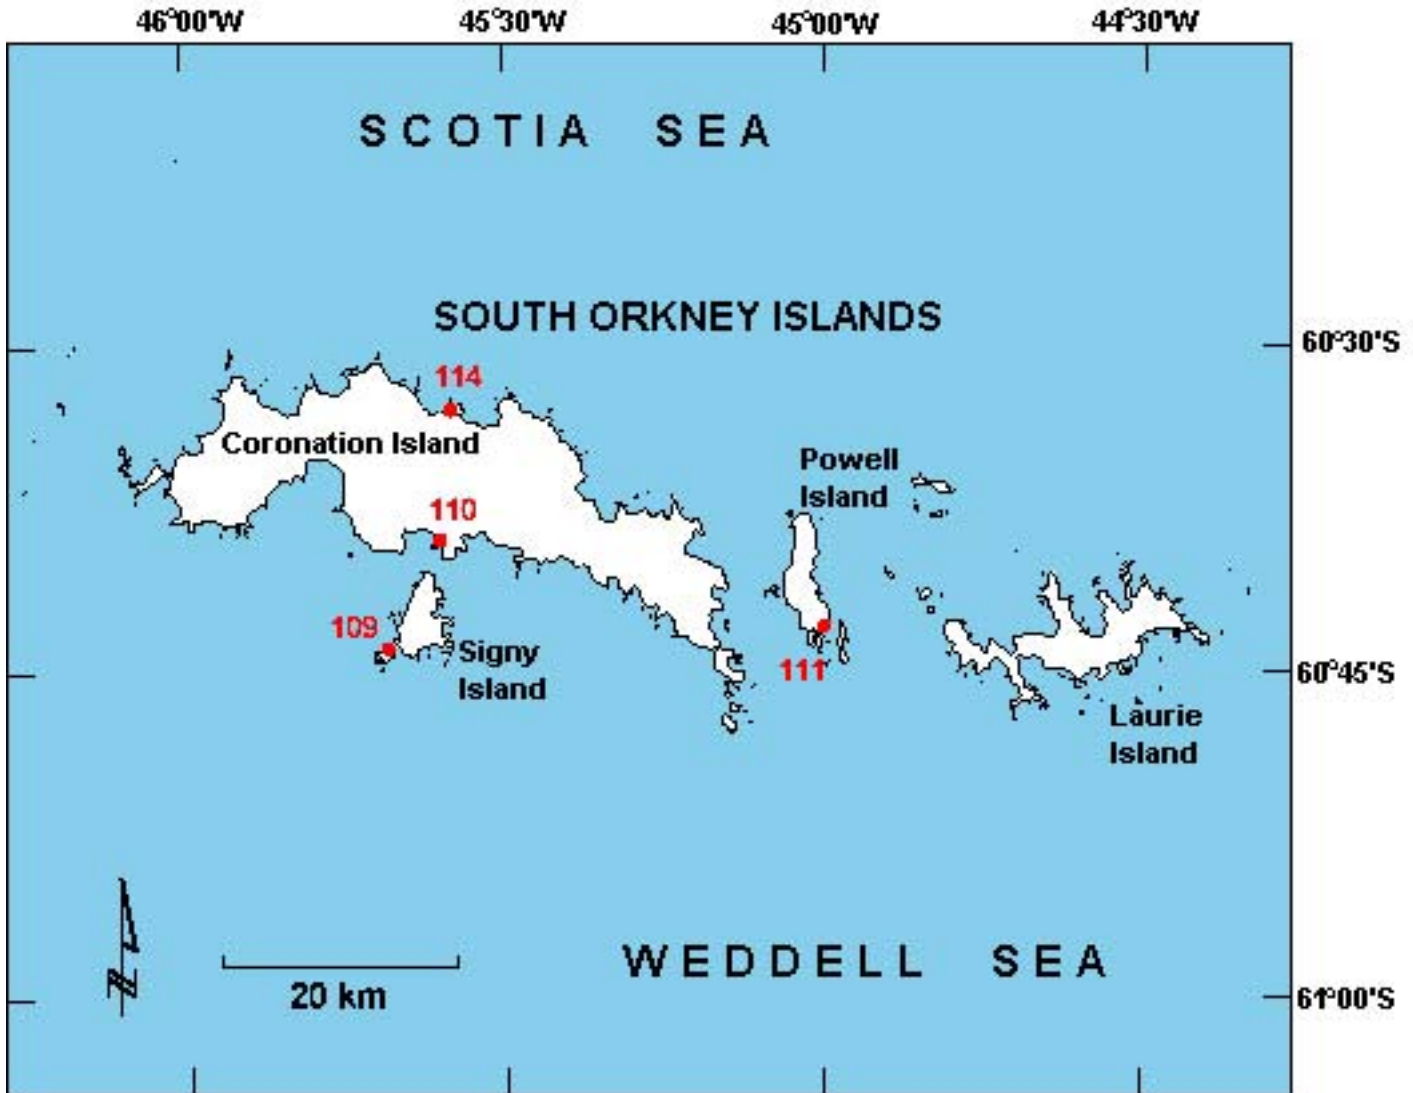 46°00'W 45°30'W 45°00'W 44°30'W
SCOTIA SEA
SOUTH ORKNEY ISLANDS
60°30'S
114
Coronation Island
Powell
Island
110
109
Signy
Island
111
60°45'S
Laurie
Island
WEDDELL SEA
N
20 km
61°00'S